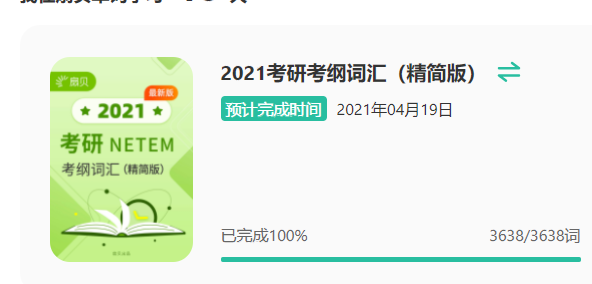 2021考研考纲词汇（精简版）
预计完成时间 2021年04月19日
扇贝
最新版
2021
考研 NETEM
考纲词汇（精简版）
已完成100% 3638/3638词